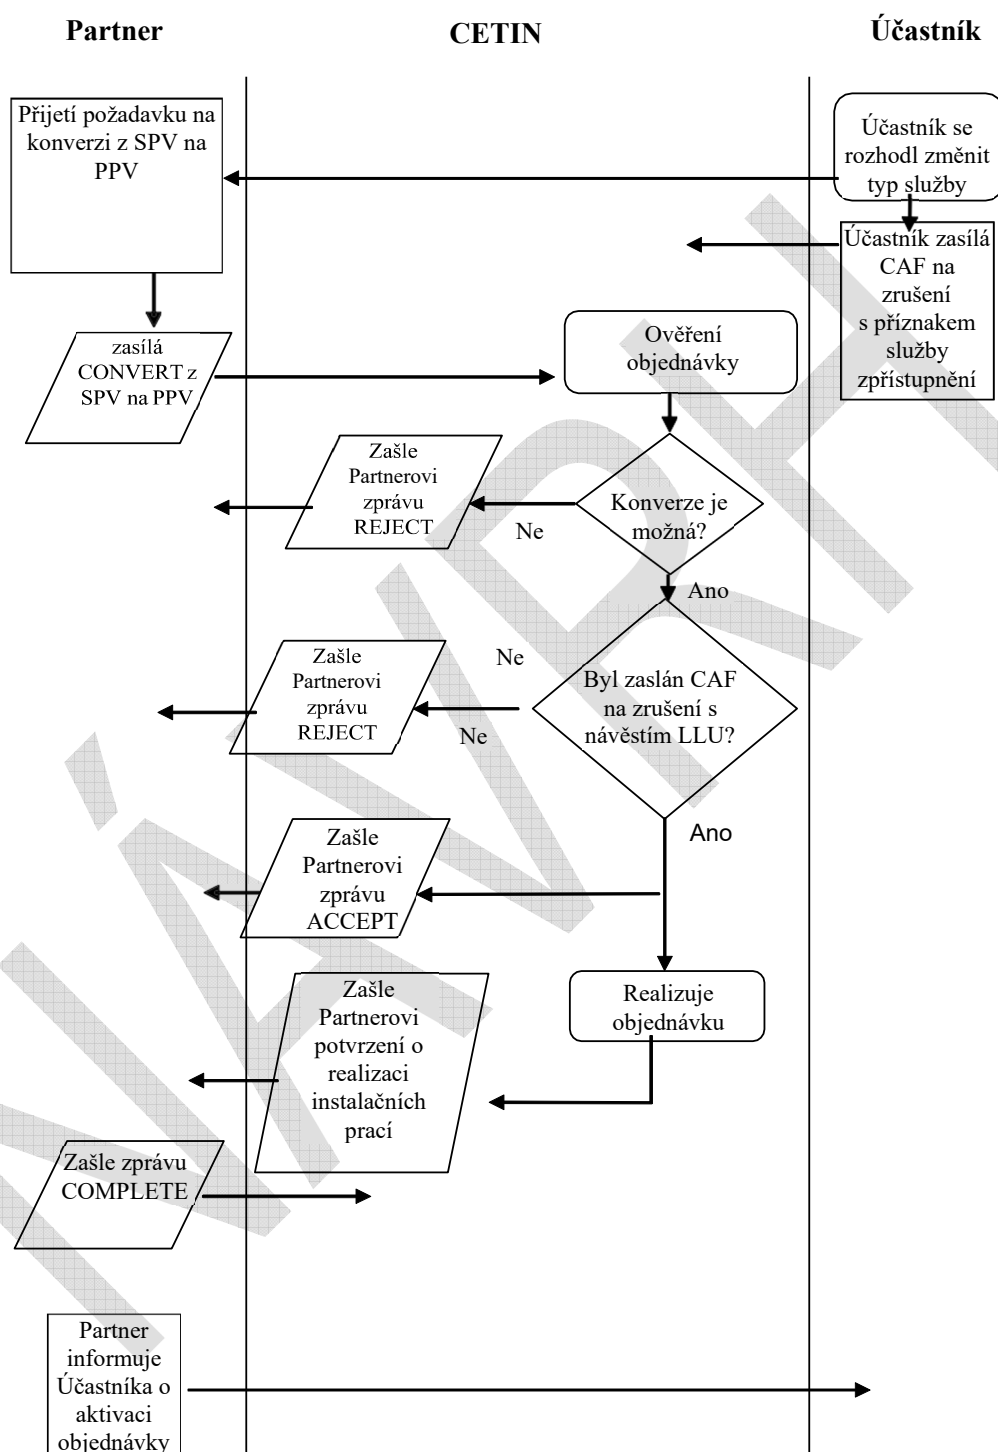 Partner
CETIN
Účastník
Přijetí požadavku na
konverzi z SPV na
PPV
Účastník se
rozhodl změnit
typ služby
Účastník zasílá
CAF na
zrušení
s příznakem
služby
zpřístupnění
zasílá
CONVERT z
SPV na PPV
Ověření
objednávky
Zašle
Partnerovi
zprávu
REJECT
Ne
Konverze je
možná?
Ano
Zašle
Partnerovi
zprávu
REJECT
Ne
Ne
Byl zaslán CAF
na zrušení s
návěstím LLU?
Ano
Zašle
Partnerovi
zprávu
ACCEPT
Realizuje
objednávku
Zašle
Partnerovi
potvrzení o
realizaci
instalačních
prací
Zašle zprávu
COMPLETE
Partner
informuje
Účastníka o
aktivaci
objednávky
NÁVRH